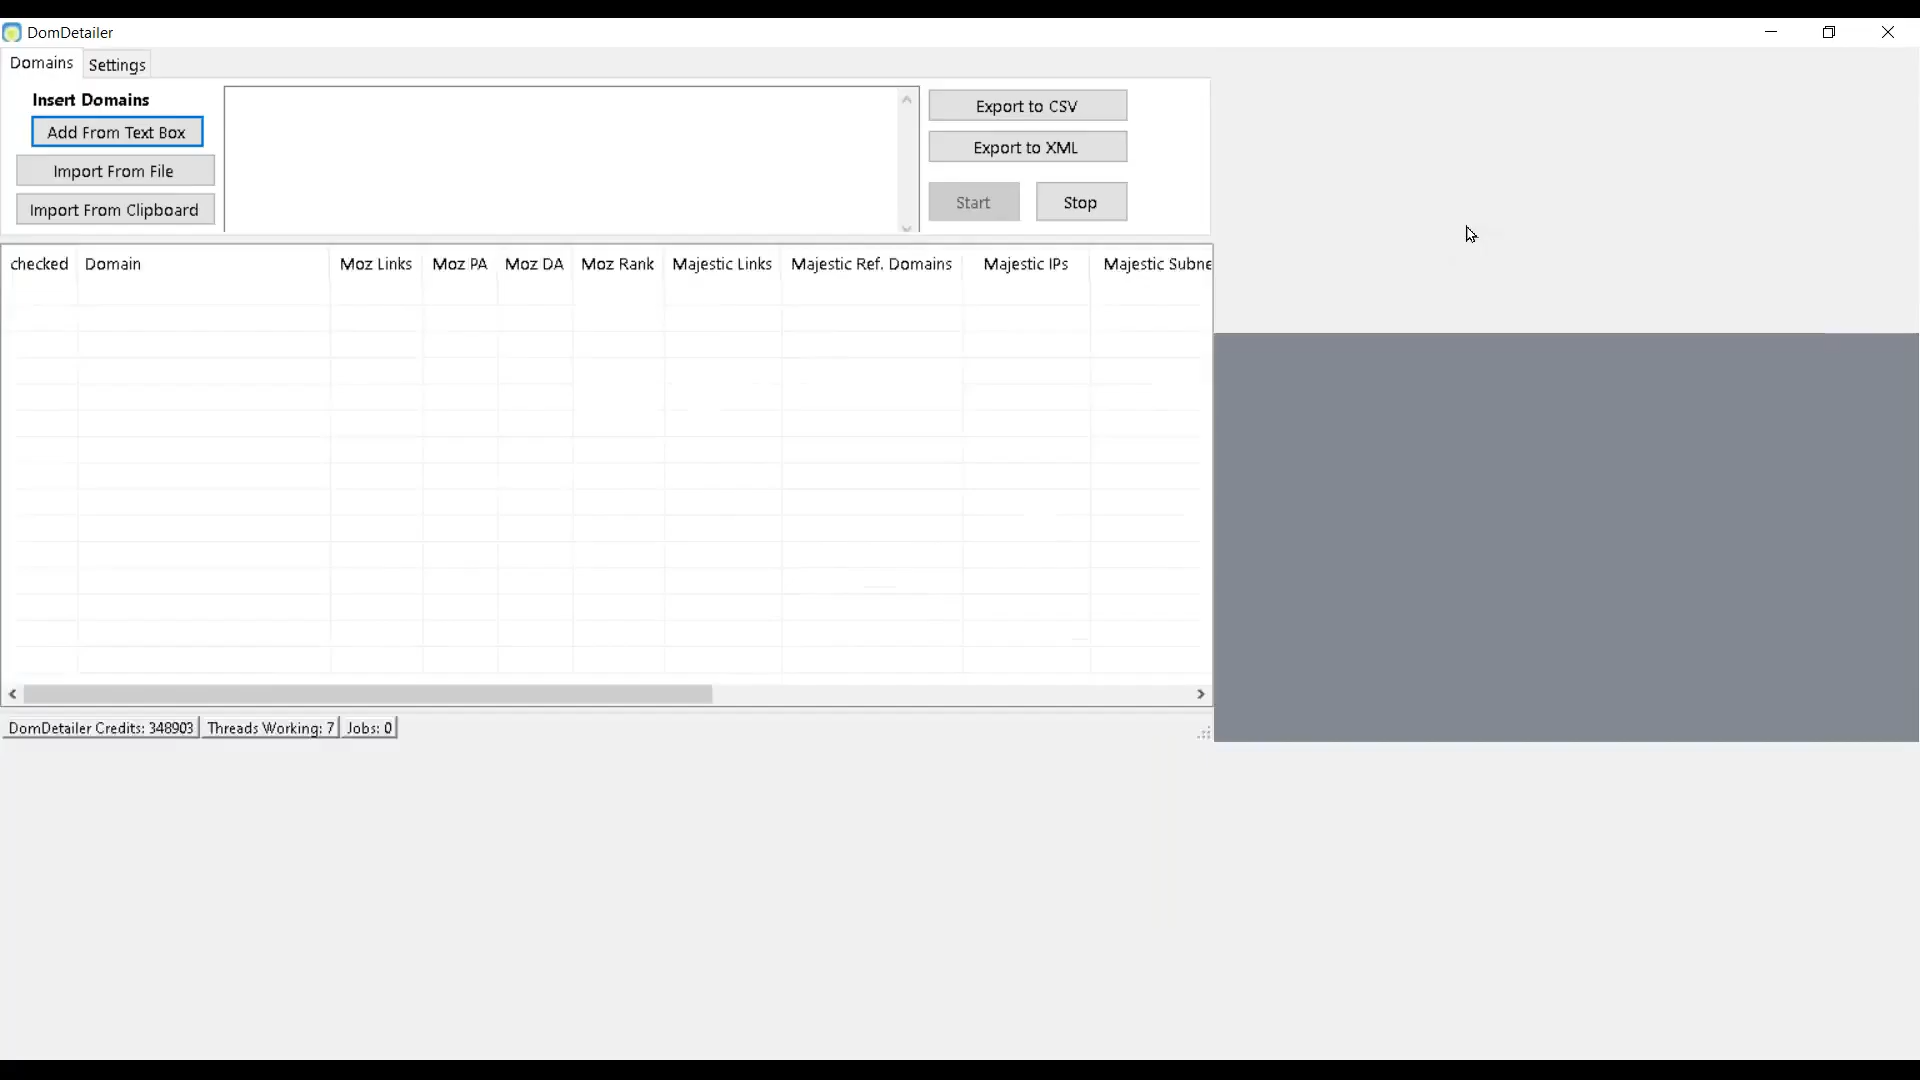 DomDetailer
Domains Settings
Insert Domains
Add From Text Box
Import From File
Import From Clipboard
Export to CSV
Export to XML
Start Stop
checked Domain Moz Links Moz PA Moz DA Moz Rank Majestic Links Majestic Ref. Domains Majestic IPs Majestic Subne
DomDetailer Credits: 348903 Threads Working: 7 Jobs: 0